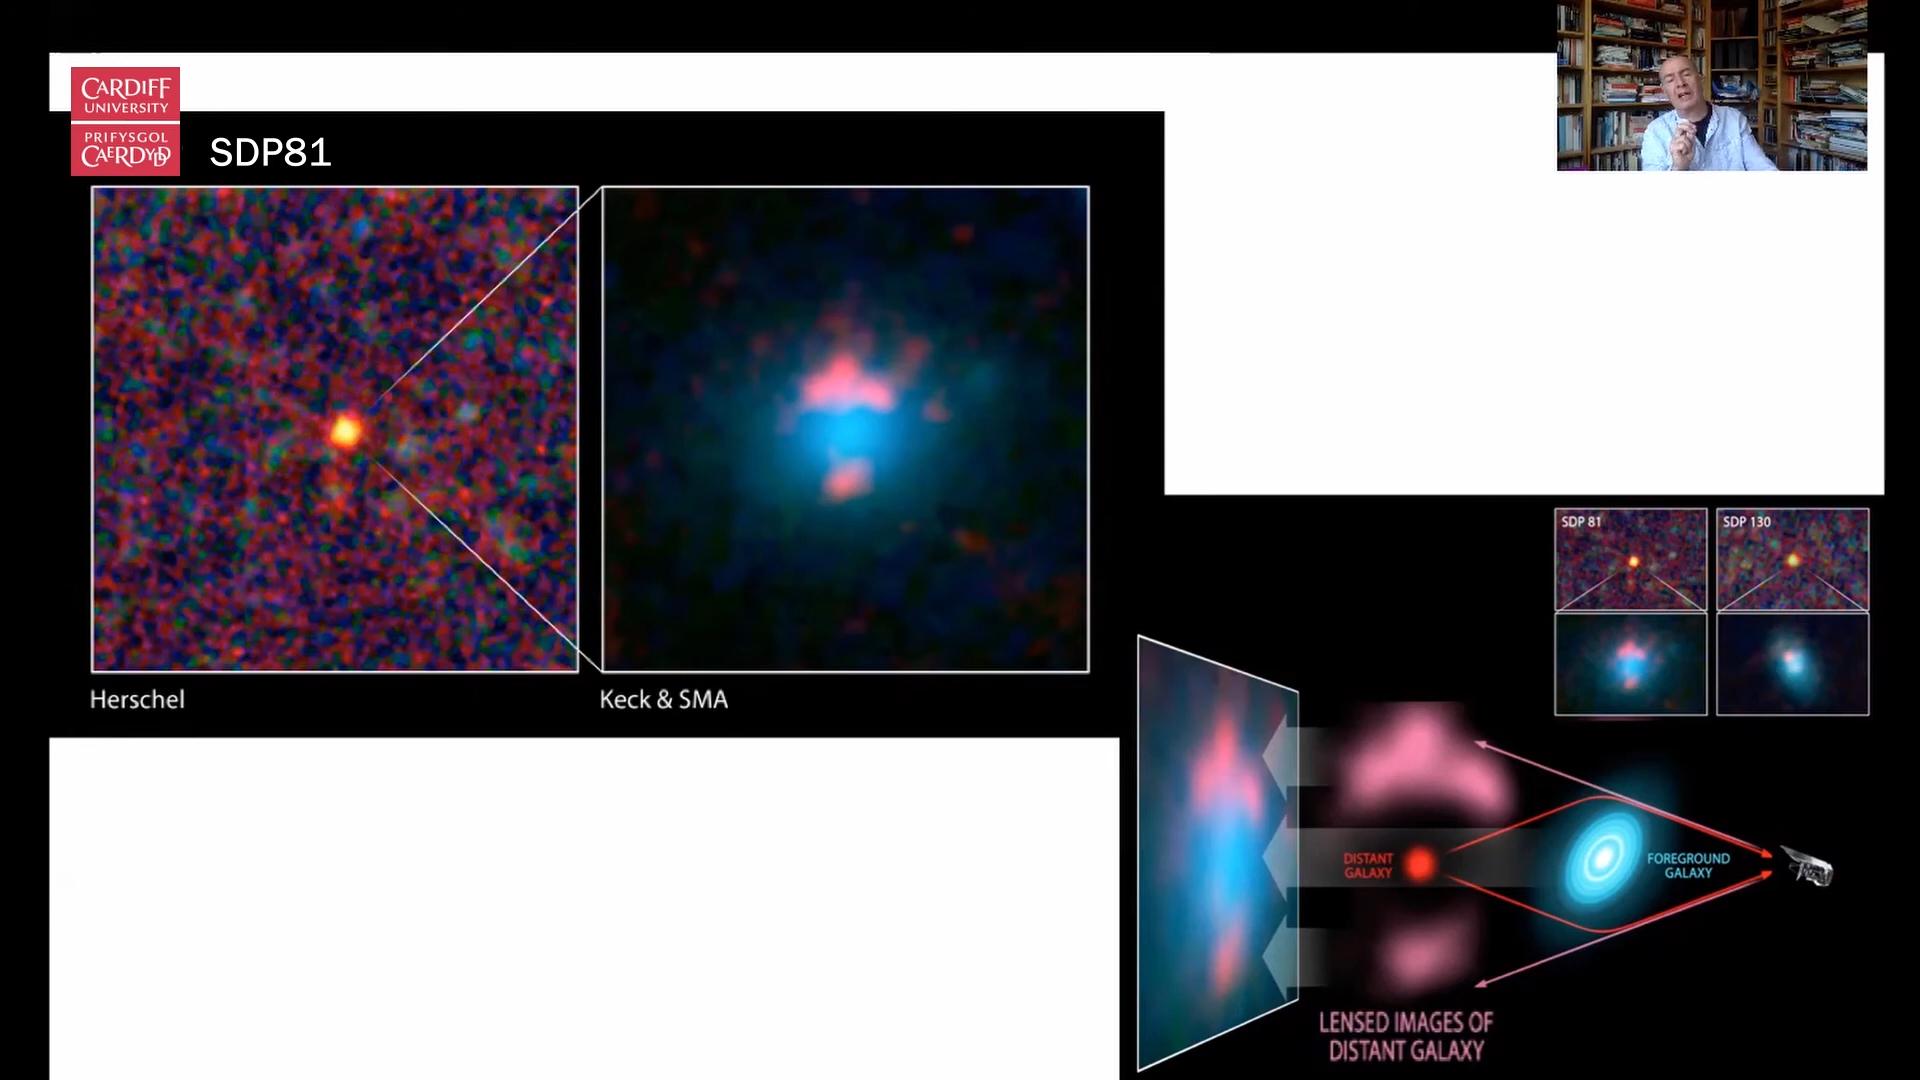 CARDIFF
UNIVERSITY
PRIFYSGOL
CAERDYDD
SDP81
Herschel
Keck & SMA
SDP 81
SDP 130
DISTANT
GALAXY
FOREGROUND
GALAXY
LENSED IMAGES OF
DISTANT GALAXY